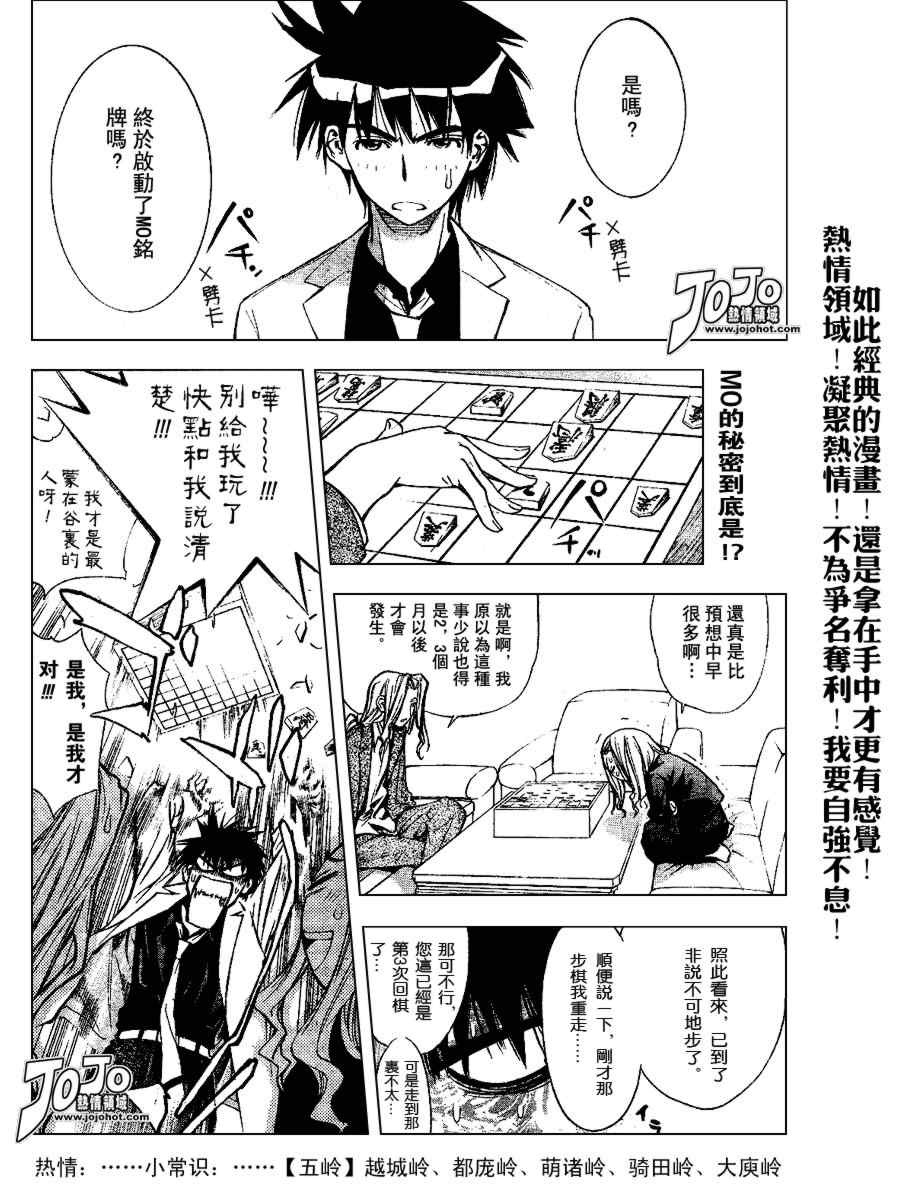 是嗎？
終於啟動了MO銘
牌嗎？
パチ
×劈卡
パチ.
×劈卡
JOJO
熱情領域
www.jojohot.com
如此經典的漫畫！還是拿在手中才更有感覺！
熱情領域！凝聚熱情！不為爭名奪利！我要自強不息！
MO的秘密到底是!?
パチッ
嘩～～～!!!
別給我玩了
快點和我說清
楚!!!
我才是最
蒙在谷裏的
人呀！
是我，是我才
对!!!
還真是比
預想中早
很多啊…
就是啊，我
原以為這種
事少說也得
是2，3個
月以後
才會
發生。
照此看來，已到了
非說不可地步了。
順便說一下，剛才那
步棋我重走……
那可不行，
您這已經是
第3次回棋
了…
可是走到那
裏不太…
イラ
JOJO
熱情領域
www.jojohot.com
热情：……小常识：……【五岭】越城岭、都庞岭、萌诸岭、骑田岭、大庾岭